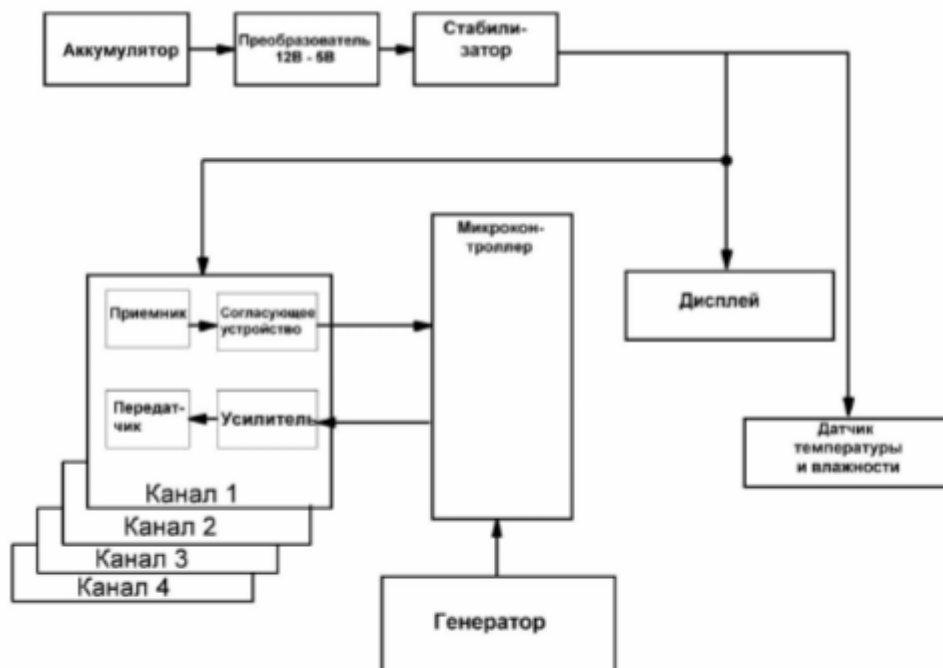 Аккумулятор
Преобразователь
12В - 5В
Стабили-
затор
Микрокон-
троллер
Дисплей
Датчик
температуры
и влажности
Приемник
Согласующее
устройство
Передат-
чик
Усилитель
Канал 1
Канал 2
Канал 3
Канал 4
Генератор